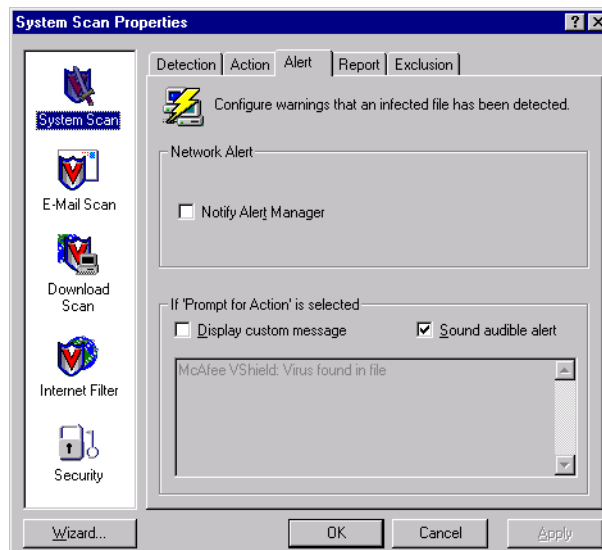 System Scan Properties
Detection Action Alert Report Exclusion
Configure warnings that an infected file has been detected.
System Scan
E-Mail Scan
Download
Scan
Internet Filter
Security
Network Alert
Notify Alert Manager
If 'Prompt for Action' is selected
Display custom message
Sound audible alert
McAfee VShield: Virus found in file
Wizard...
OK
Cancel
Apply